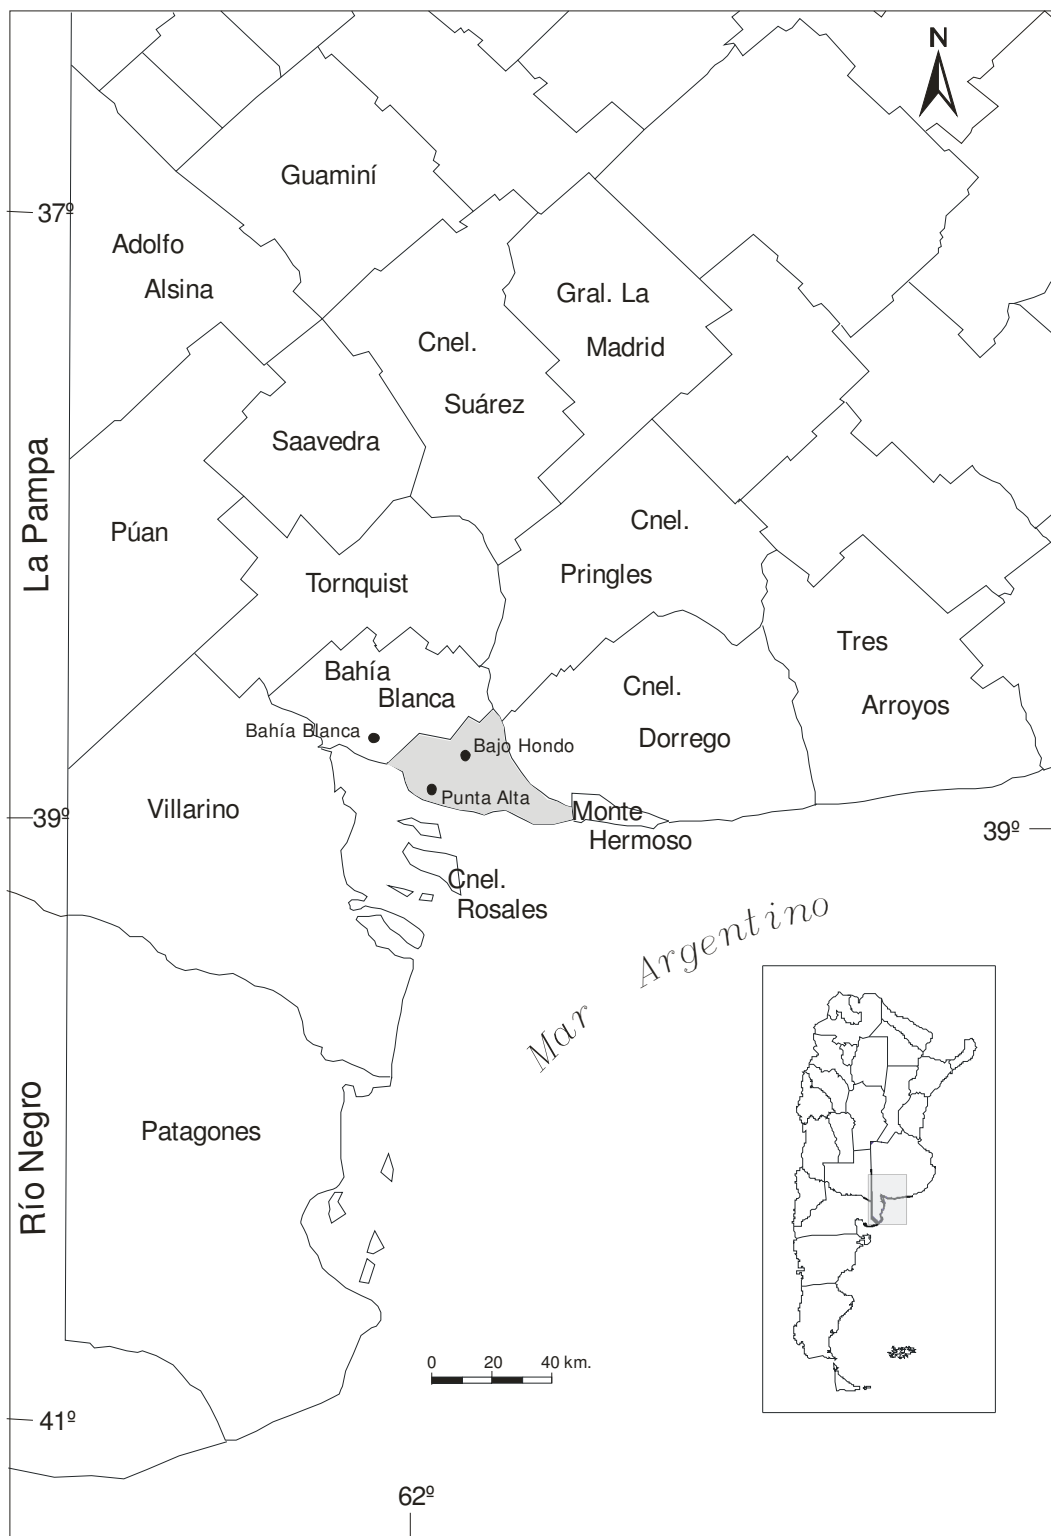 N
Guaminí
37º
Adolfo
Alsina
Gral. La
Madrid
Cnel.
Suárez
Saavedra
La Pampa
Púan
Cnel.
Pringles
Tornquist
Tres
Arroyos
Bahía
Blanca
Cnel.
Dorrego
Bahía Blanca
Bajo Hondo
Punta Alta
Villarino
39º
Monte
Hermoso
39º
Cnel.
Rosales
Mar Argentino
Río Negro
Patagones
0 20 40 km.
41º
62º